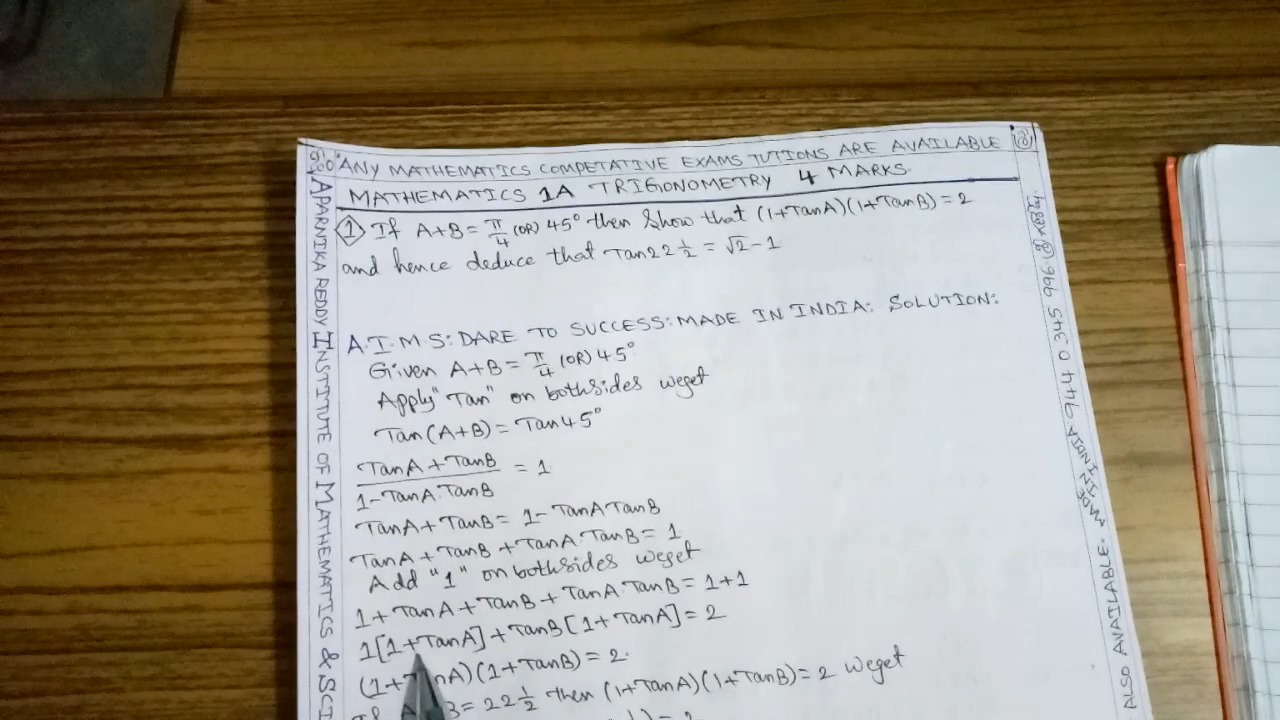 ANY MATHEMATICS COMPETATIVE EXAMS TUTIONS ARE AVAILABLE
MATHEMATICS 1A TRIGONOMETRY 4 MARKS.
1 If A+B = π/4 (OR) 45° then show that (1+TanA)(1+TanB) = 2
and hence deduce that Tan22 1/2 = √2 - 1
A.I.M.S: DARE TO SUCCESS: MADE IN INDIA: SOLUTION:
Given A+B = π/4 (OR) 45°
Apply "Tan" on bothsides weget
Tan(A+B) = Tan45°
TanA + TanB / 1-TanA.TanB = 1
TanA + TanB = 1-TanA TanB
TanA + TanB + TanA.TanB = 1
Add "1" on bothsides weget
1 + TanA + TanB + TanA.TanB = 1+1
1[1+TanA] + TanB[1+TanA] = 2
(1+TanA)(1+TanB) = 2.
B = 22 1/2 then (1+TanA)(1+TanB) = 2 weget
APARNIKA REDDY INSTITUTE OF MATHEMATICS & SCI
ALSO AVAILABLE. MADE IN INDIA